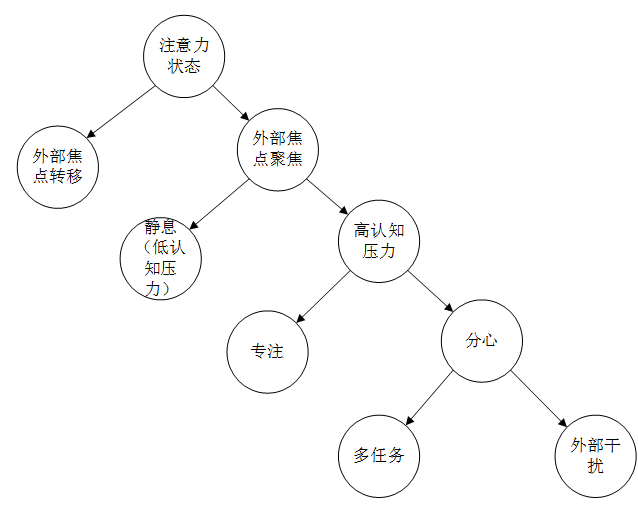 注意力
状态
外部焦
点聚焦
外部焦
点转移
高认知
压力
静息
（低认
知压
力）
分心
专注
多任务
外部干
扰